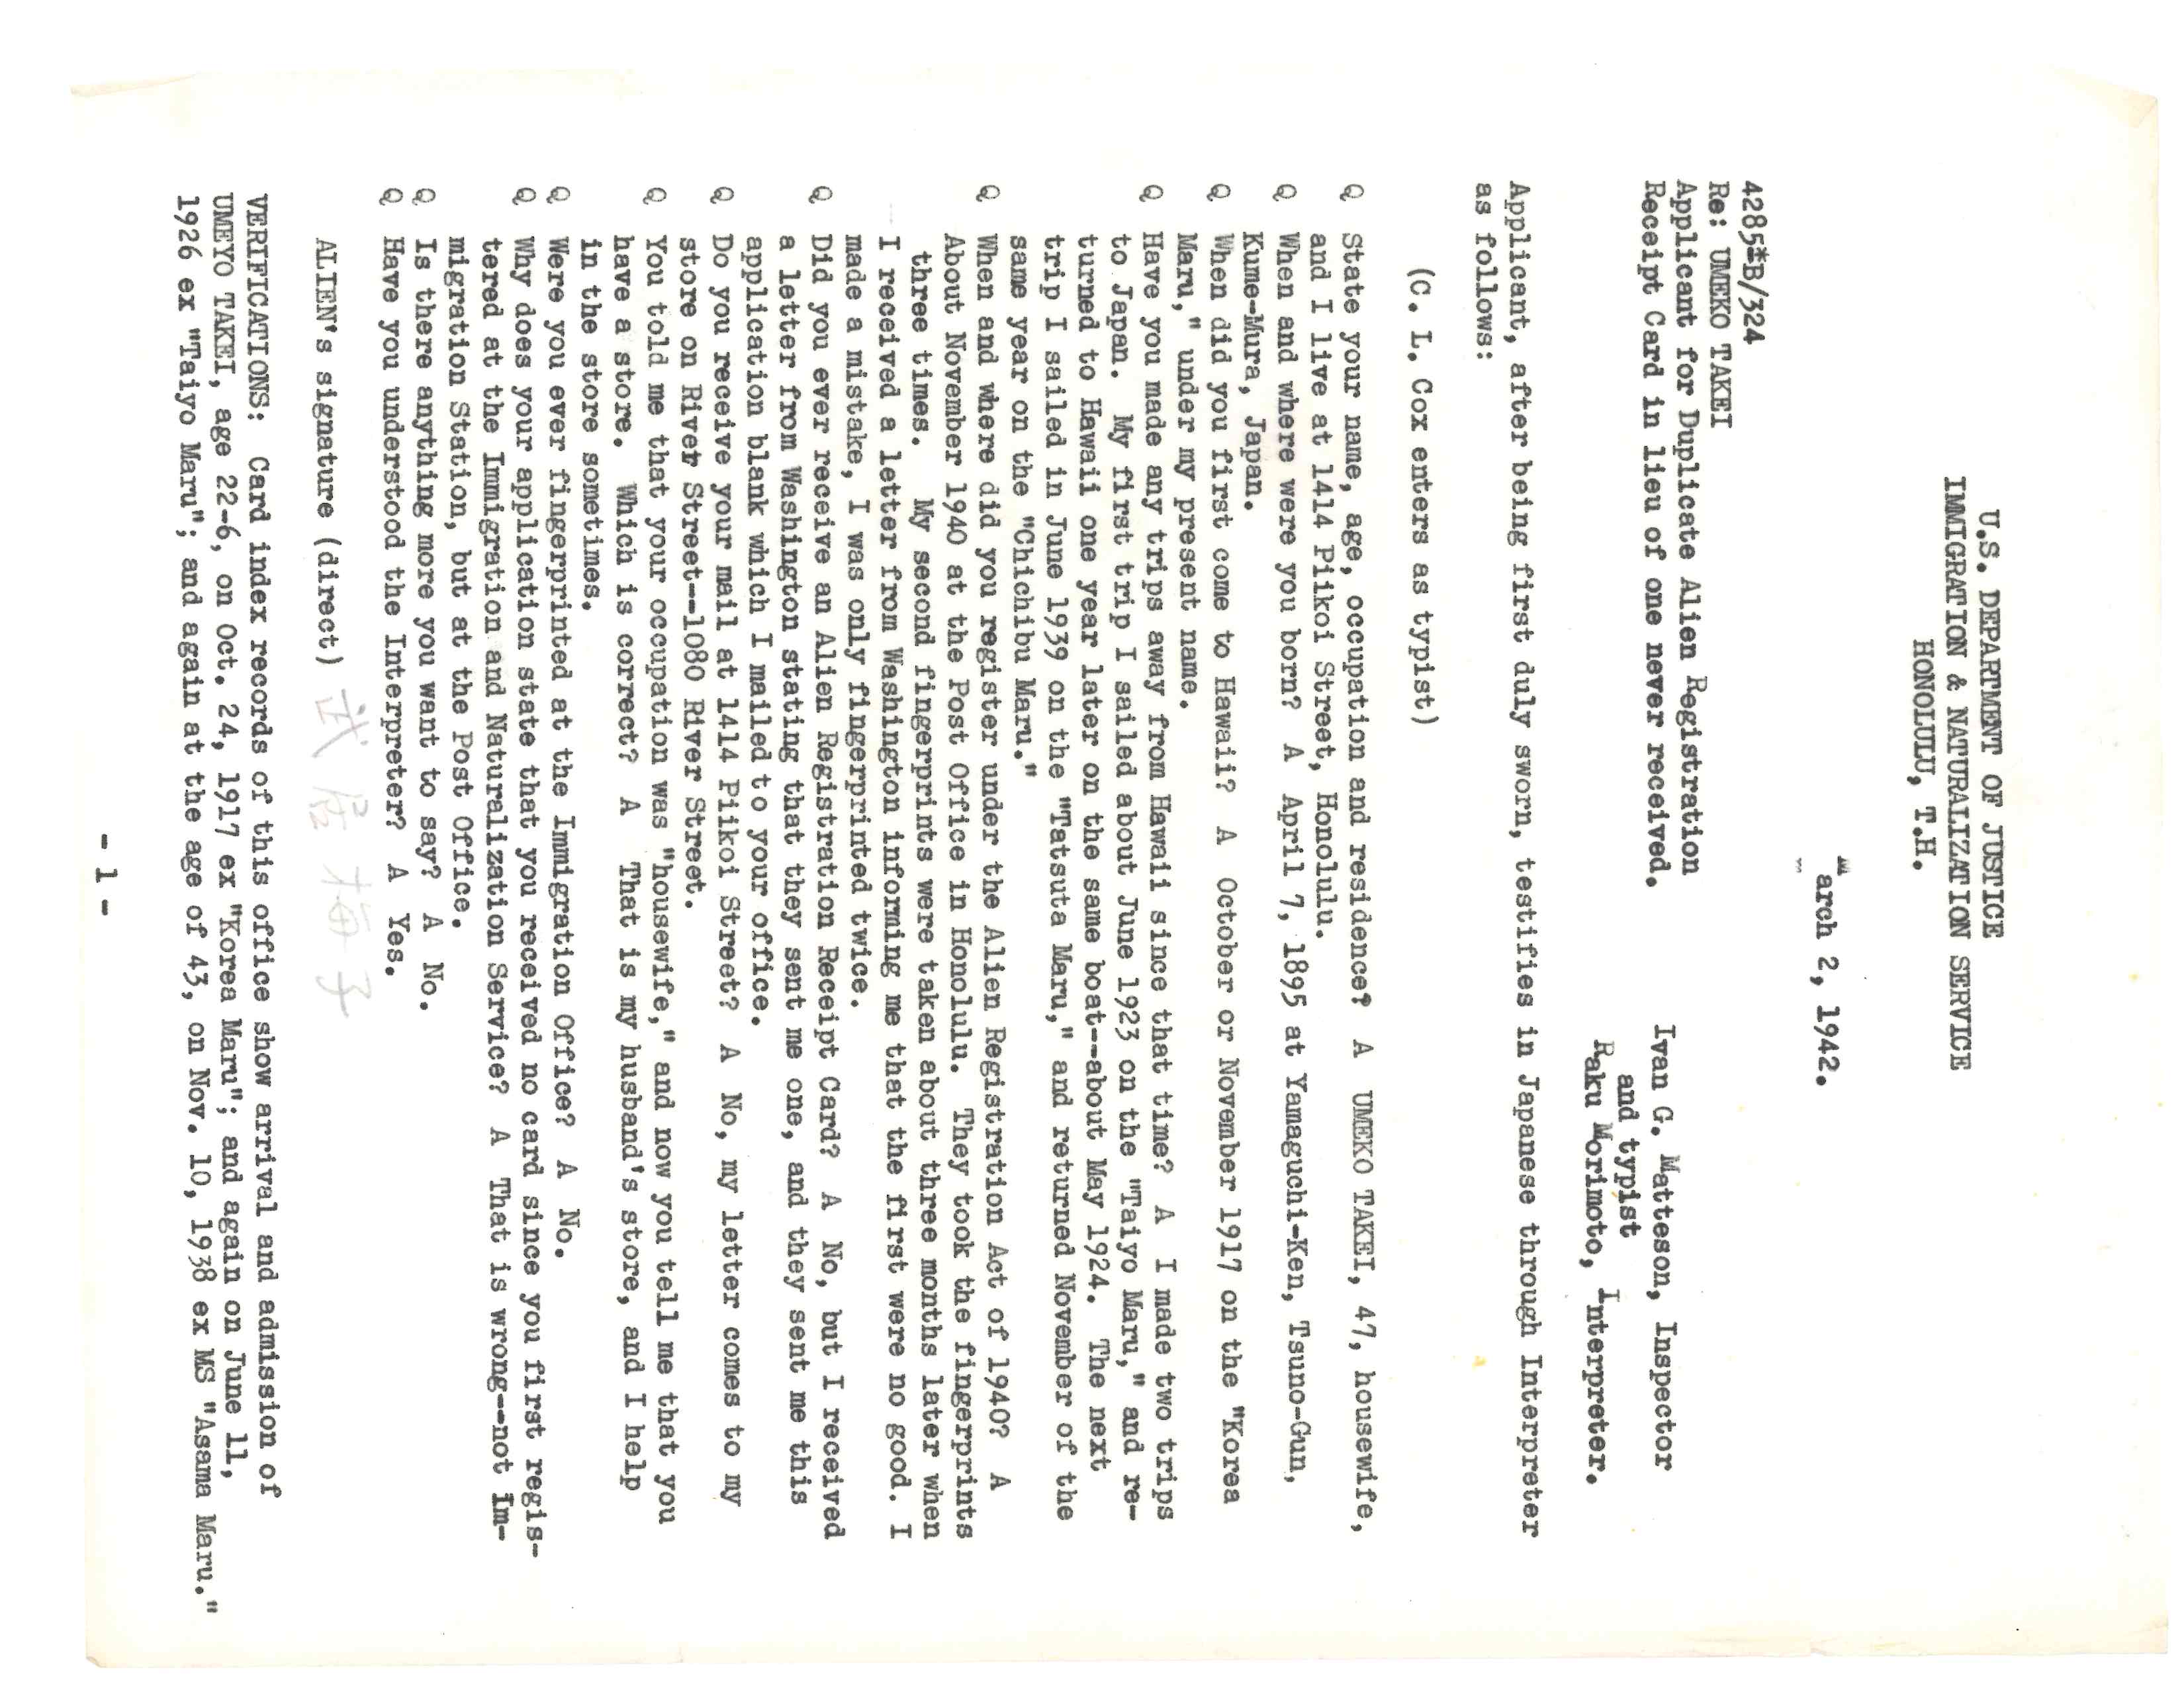 U.S. DEPARTMENT OF JUSTICE
IMMIGRATION & NATURALIZATION SERVICE
HONOLULU, T.H.
March 2, 1942.
4285*B/324
Re: UMEKO TAKEI
Applicant for Duplicate Alien Registration
Receipt Card in lieu of one never received.
Ivan G. Matteson, Inspector
and typist
Raku Morimoto, Interpreter.
Applicant, after being first duly sworn, testifies in Japanese through Interpreter
as follows:
(C. L. Cox enters as typist)
Q State your name, age, occupation and residence? A UMEKO TAKEI, 47, housewife,
and I live at 1414 Piikoi Street, Honolulu.
Q When and where were you born? A April 7, 1895 at Yamaguchi-Ken, Tsuno-Gun,
Kume-Mura, Japan.
Q When did you first come to Hawaii? A October or November 1917 on the "Korea
Maru," under my present name.
Q Have you made any trips away from Hawaii since that time? A I made two trips
to Japan. My first trip I sailed about June 1923 on the "Taiyo Maru," and re-
turned to Hawaii one year later on the same boat--about May 1924. The next
trip I sailed in June 1939 on the "Tatsuta Maru," and returned November of the
same year on the "Chichibu Maru."
Q When and where did you register under the Alien Registration Act of 1940? A
About November 1940 at the Post Office in Honolulu. They took the fingerprints
three times. My second fingerprints were taken about three months later when
I received a letter from Washington informing me that the first were no good. I
made a mistake, I was only fingerprinted twice.
Q Did you ever receive an Alien Registration Receipt Card? A No, but I received
a letter from Washington stating that they sent me one, and they sent me this
application blank which I mailed to your office.
Q Do you receive your mail at 1414 Piikoi Street? A No, my letter comes to my
store on River Street--1080 River Street.
Q You told me that your occupation was "housewife," and now you tell me that you
have a store. Which is correct? A That is my husband's store, and I help
in the store sometimes.
Q Were you ever fingerprinted at the Immigration Office? A No.
Q Why does your application state that you received no card since you first regis-
tered at the Immigration and Naturalization Service? A That is wrong--not Im-
migration Station, but at the Post Office.
Q Is there anything more you want to say? A No.
Q Have you understood the Interpreter? A Yes.
ALIEN's signature (direct) 武居梅子
VERIFICATIONS: Card index records of this office show arrival and admission of
UMEYO TAKEI, age 22-6, on Oct. 24, 1917 ex "Korea Maru"; and again on June 11,
1926 ex "Taiyo Maru"; and again at the age of 43, on Nov. 10, 1938 ex MS "Asama Maru."
- 1 -